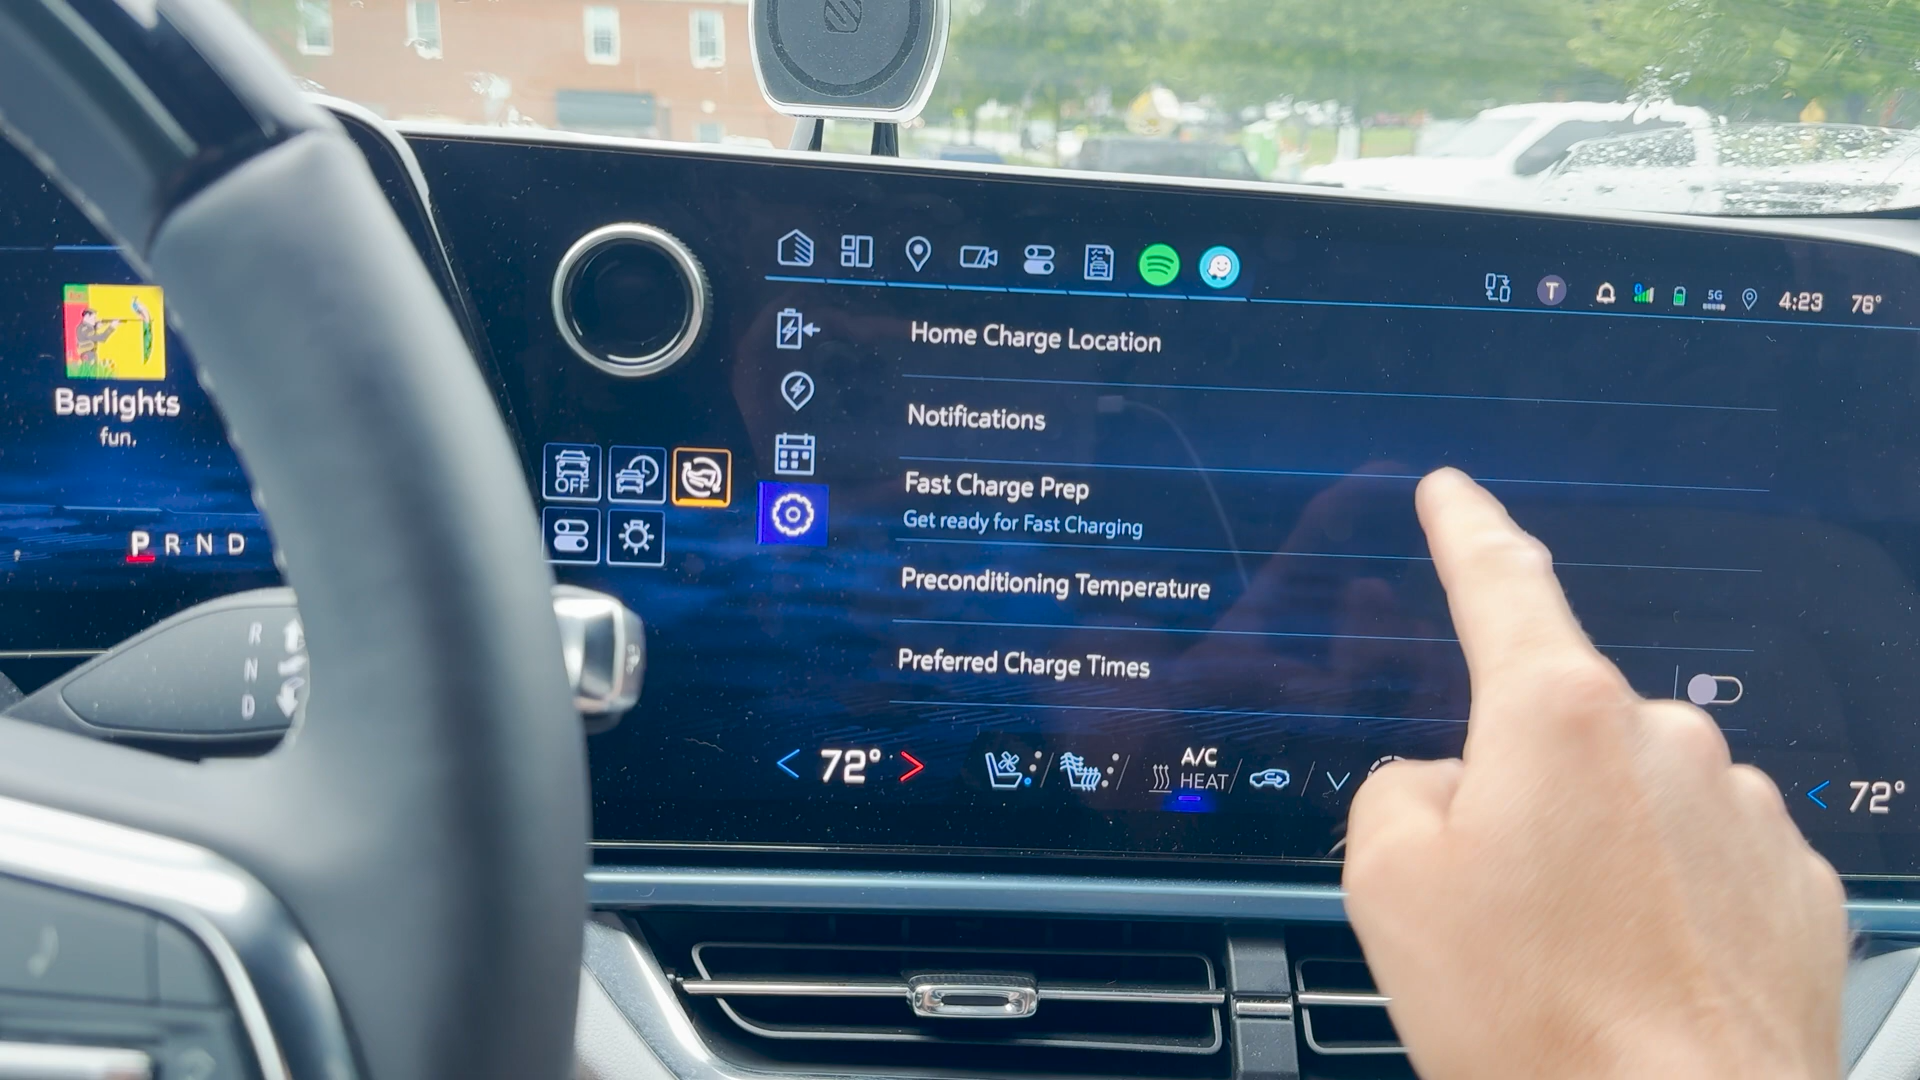 T
5G
4:23
76°
Home Charge Location
Notifications
Fast Charge Prep
Get ready for Fast Charging
Preconditioning Temperature
Preferred Charge Times
Barlights
fun.
OFF
P R N D
R
N
D
< 72° >
A/C
HEAT
< 72°